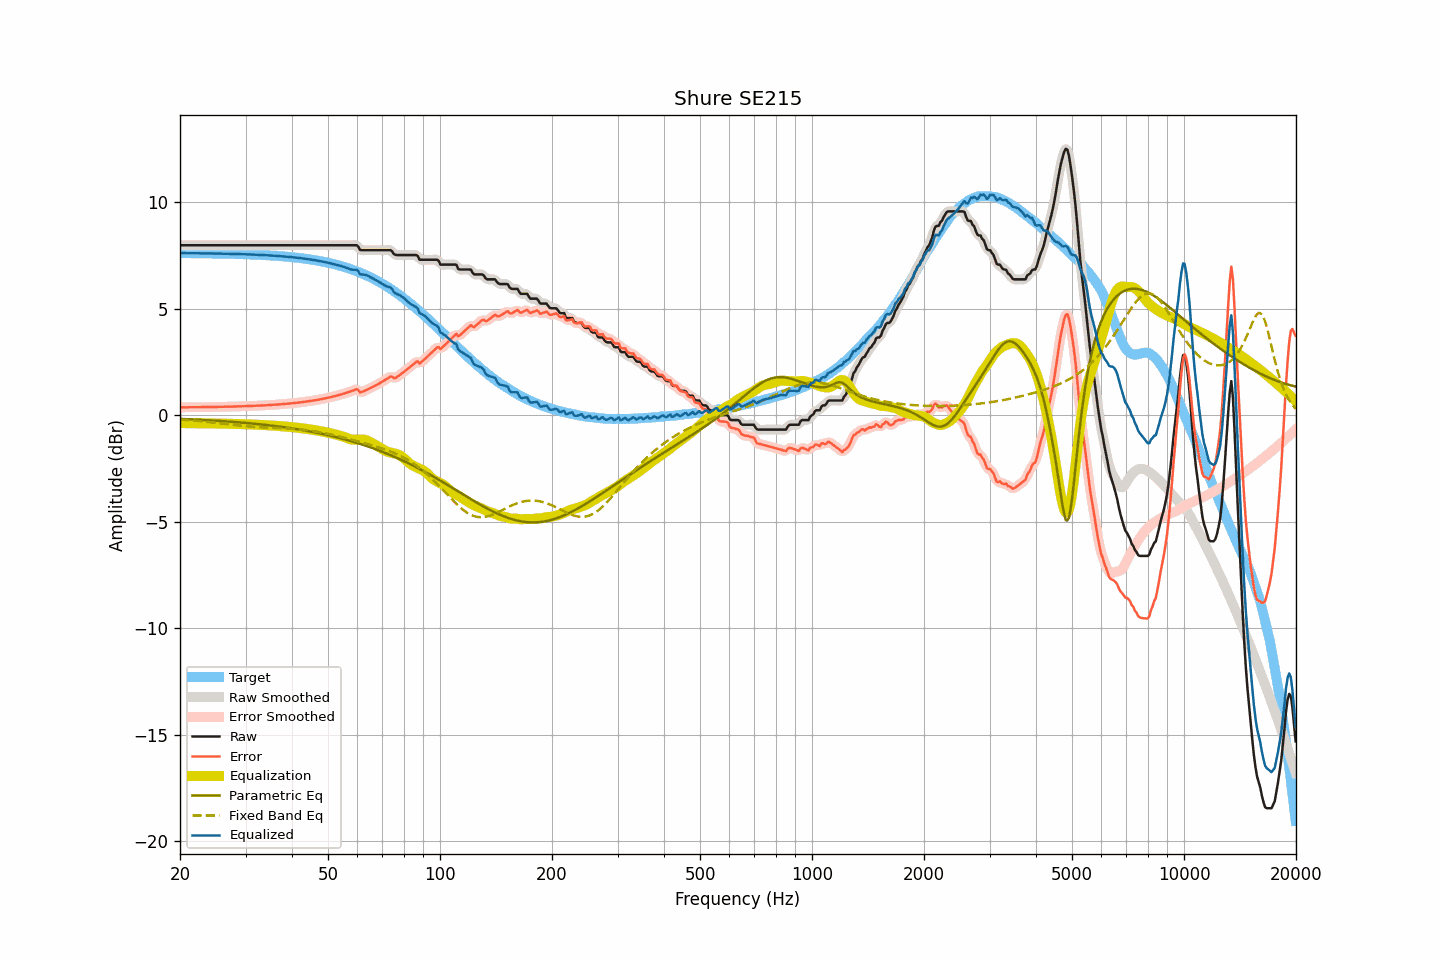 Shure SE215
Amplitude (dBr)
10
5
0
−5
−10
−15
−20
Target
Raw Smoothed
Error Smoothed
Raw
Error
Equalization
Parametric Eq
Fixed Band Eq
Equalized
20 50 100 200 500 1000 2000 5000 10000 20000
Frequency (Hz)